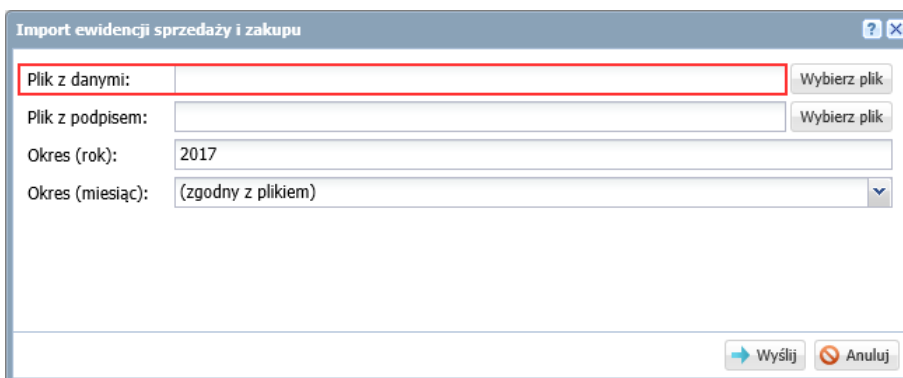 Import ewidencji sprzedaży i zakupu
Plik z danymi: Wybierz plik
Plik z podpisem: Wybierz plik
Okres (rok): 2017
Okres (miesiąc): (zgodny z plikiem)
Wyślij Anuluj